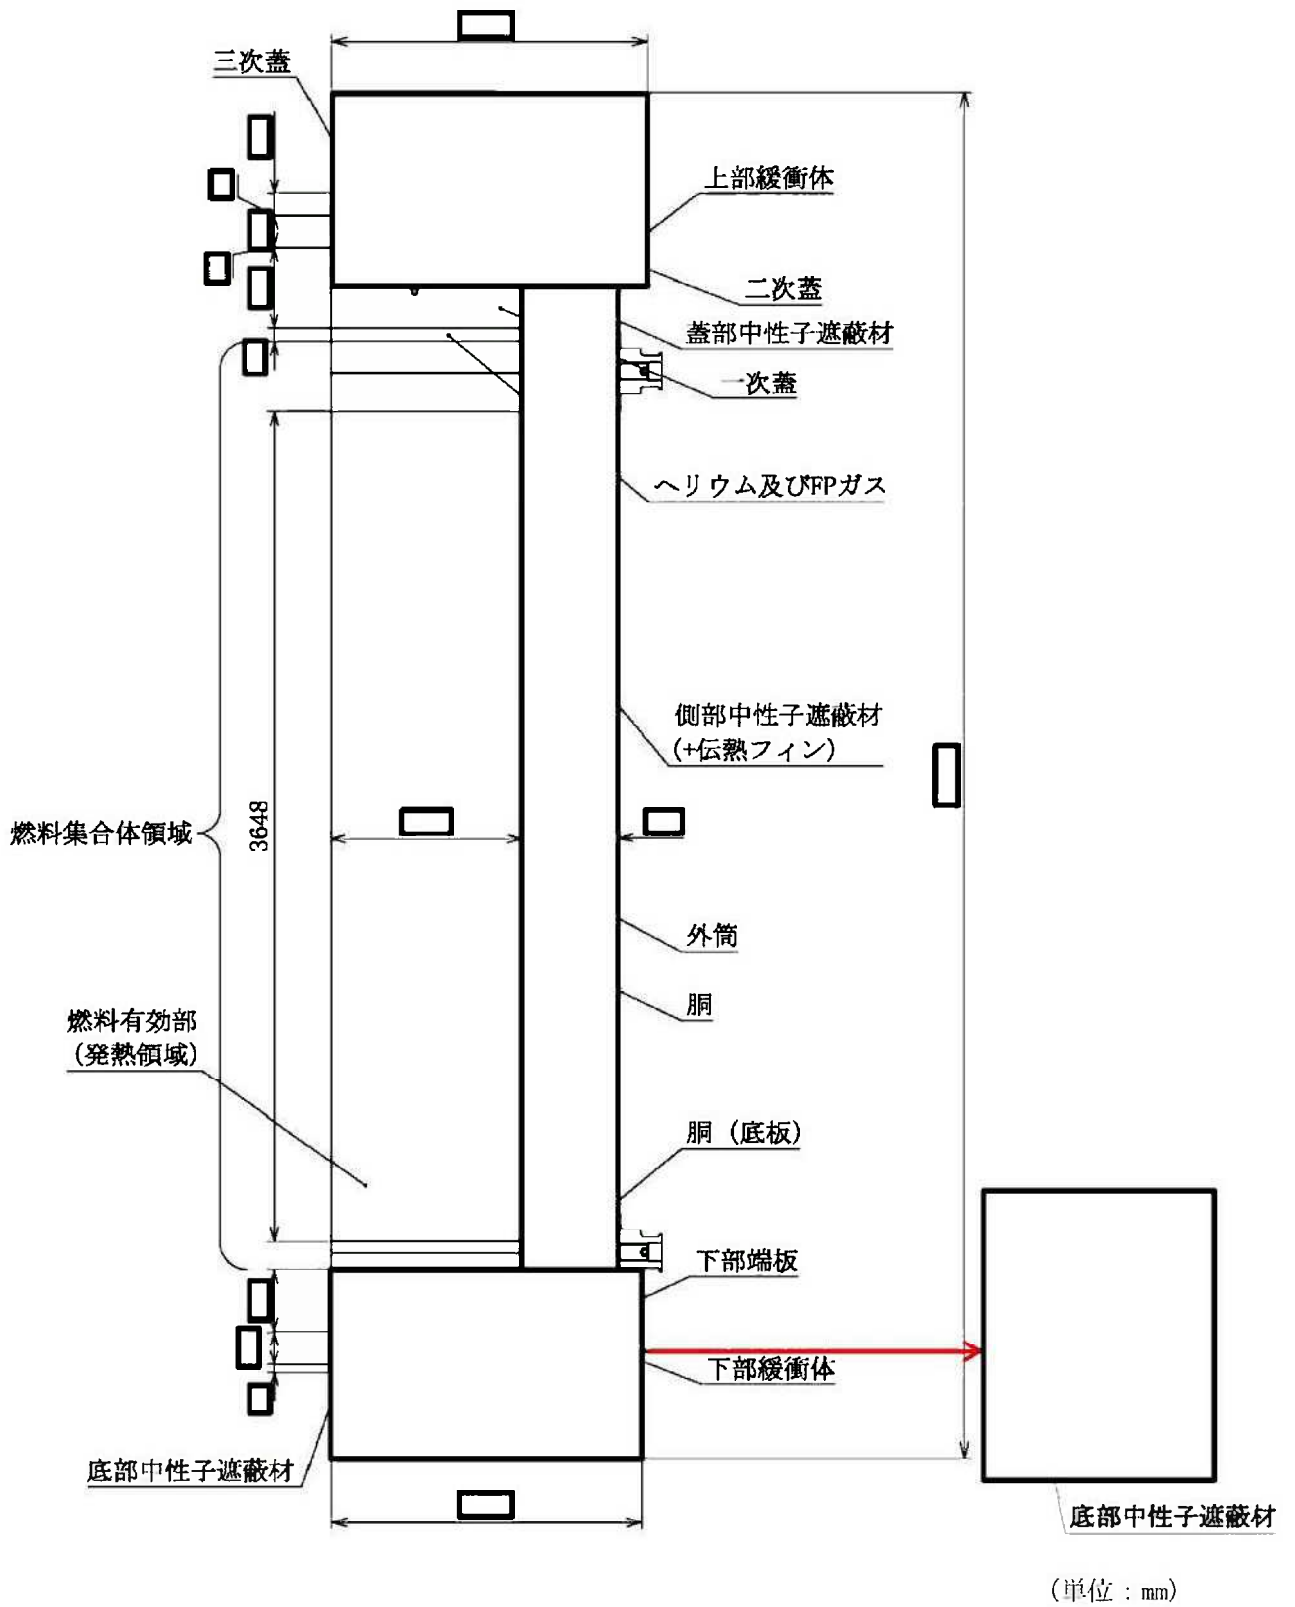 三次蓋
上部緩衝体
二次蓋
蓋部中性子遮蔽材
一次蓋
ヘリウム及びFPガス
側部中性子遮蔽材
(+伝熱フィン)
燃料集合体領域
3648
外筒
胴
燃料有効部
(発熱領域)
胴（底板）
下部端板
下部緩衝体
底部中性子遮蔽材
底部中性子遮蔽材
(単位：mm)